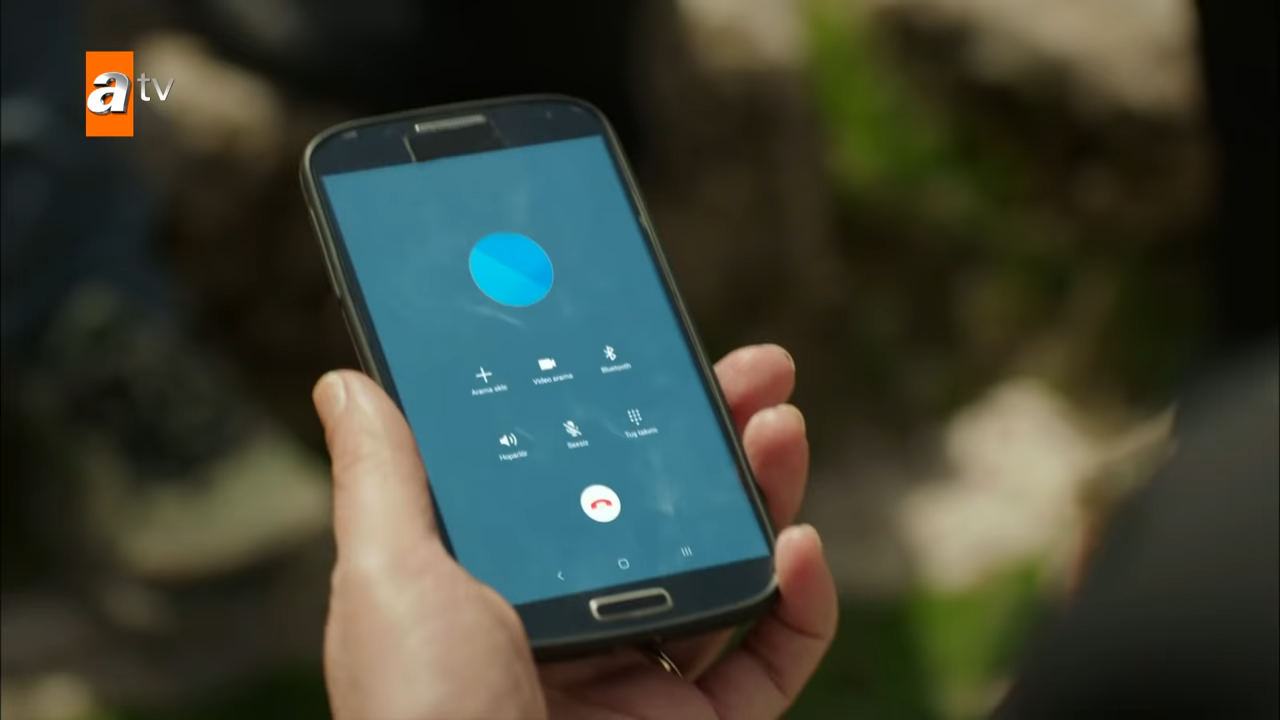 atv
Arama ekle
Video arama
Bluetooth
Hoparlör
Sessiz
Tuş takımı